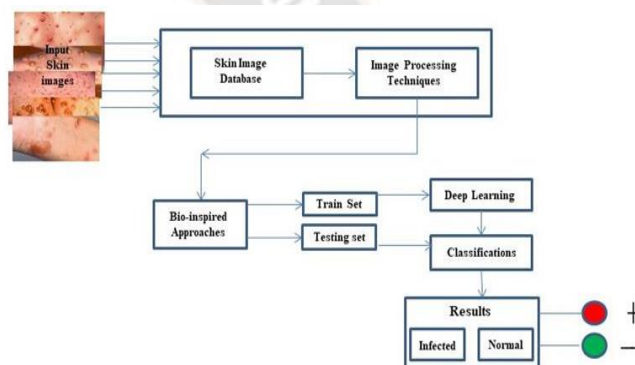 Input
Skin
images
Skin Image
Database
Image Processing
Techniques
Bio-inspired
Approaches
Train Set
Testing set
Deep Learning
Classifications
Results
Infected
Normal
+
−